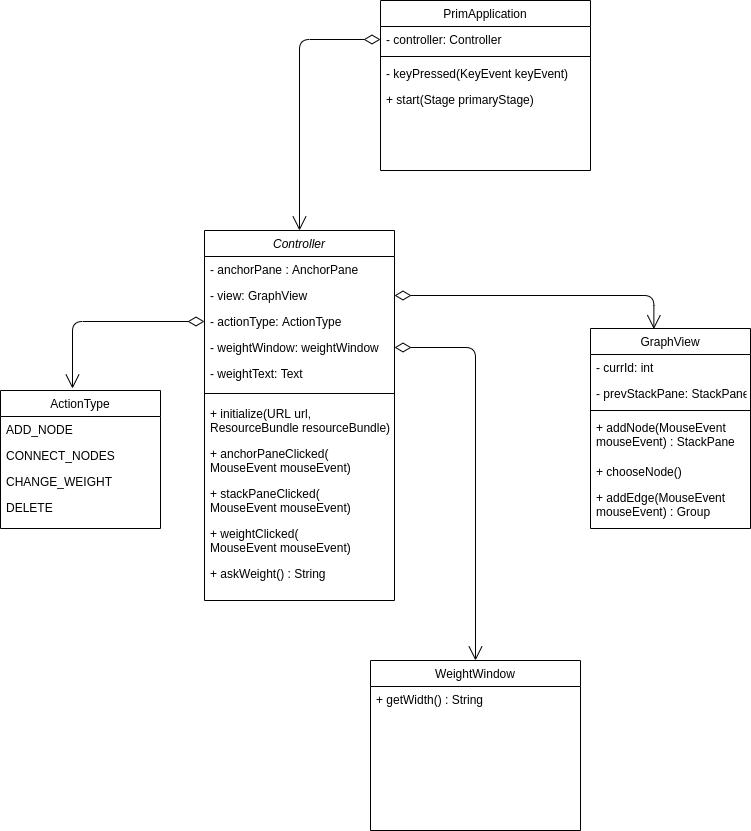 PrimApplication
- controller: Controller
- keyPressed(KeyEvent keyEvent)
+ start(Stage primaryStage)
Controller
- anchorPane : AnchorPane
- view: GraphView
- actionType: ActionType
- weightWindow: weightWindow
- weightText: Text
+ initialize(URL url,
ResourceBundle resourceBundle)
+ anchorPaneClicked(
MouseEvent mouseEvent)
+ stackPaneClicked(
MouseEvent mouseEvent)
+ weightClicked(
MouseEvent mouseEvent)
+ askWeight() : String
ActionType
ADD_NODE
CONNECT_NODES
CHANGE_WEIGHT
DELETE
GraphView
- currId: int
- prevStackPane: StackPane
+ addNode(MouseEvent
mouseEvent) : StackPane
+ chooseNode()
+ addEdge(MouseEvent
mouseEvent) : Group
WeightWindow
+ getWidth() : String